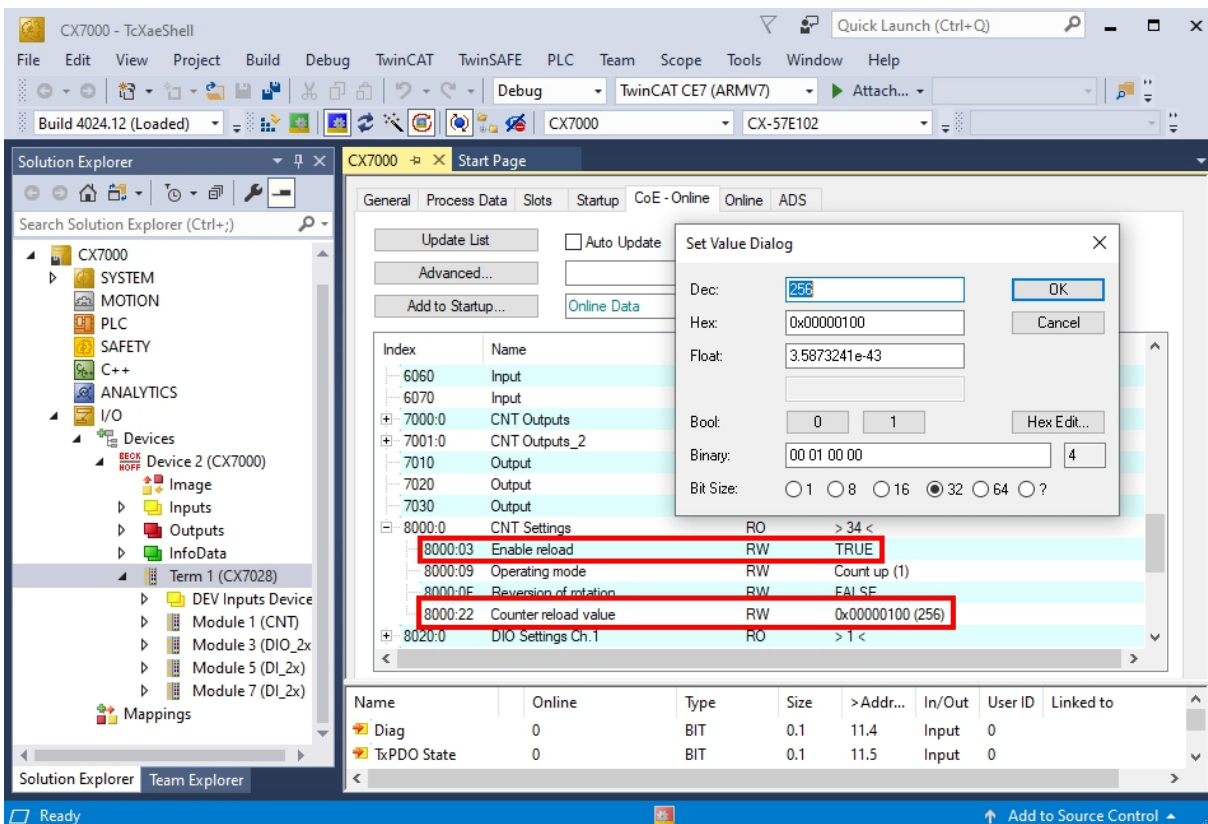 CX7000 - TcXaeShell
Quick Launch (Ctrl+Q)
File Edit View Project Build Debug TwinCAT TwinSAFE PLC Team Scope Tools Window Help
Debug TwinCAT CE7 (ARMV7) Attach...
Build 4024.12 (Loaded) CX7000 CX-57E102
Solution Explorer
Search Solution Explorer (Ctrl+;)
CX7000
SYSTEM
MOTION
PLC
SAFETY
C++
ANALYTICS
I/O
Devices
BECKHOFF Device 2 (CX7000)
Image
Inputs
Outputs
InfoData
Term 1 (CX7028)
DEV Inputs Device
Module 1 (CNT)
Module 3 (DIO_2x
Module 5 (DI_2x)
Module 7 (DI_2x)
Mappings
Solution Explorer Team Explorer
CX7000 Start Page
General Process Data Slots Startup CoE - Online Online ADS
Update List Auto Update
Advanced...
Add to Startup... Online Data
Index Name
6060 Input
6070 Input
7000:0 CNT Outputs
7001:0 CNT Outputs_2
7010 Output
7020 Output
7030 Output
8000:0 CNT Settings RO > 34 <
8000:03 Enable reload RW TRUE
8000:09 Operating mode RW Count up (1)
8000:0E Reversion of rotation RW FALSE
8000:22 Counter reload value RW 0x00000100 (256)
8020:0 DIO Settings Ch.1 RO > 1 <
Set Value Dialog
Dec: 256 OK
Hex: 0x00000100 Cancel
Float: 3.5873241e-43
Bool: 0 1 Hex Edit...
Binary: 00 01 00 00 4
Bit Size: 1 8 16 32 64 ?
Name Online Type Size >Addr... In/Out User ID Linked to
Diag 0 BIT 0.1 11.4 Input 0
TxPDO State 0 BIT 0.1 11.5 Input 0
Ready Add to Source Control